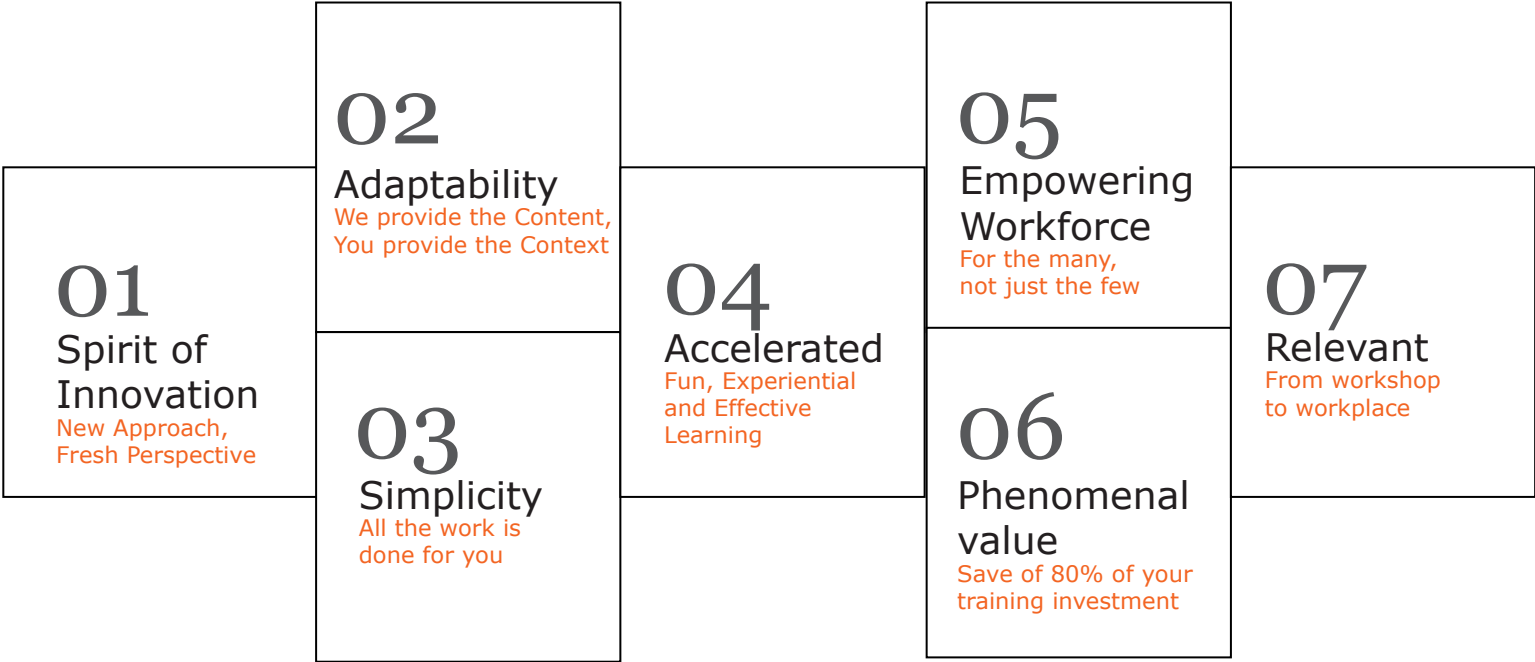 01
Spirit of
Innovation
New Approach,
Fresh Perspective
02
Adaptability
We provide the Content,
You provide the Context
03
Simplicity
All the work is
done for you
04
Accelerated
Fun, Experiential
and Effective
Learning
05
Empowering
Workforce
For the many,
not just the few
06
Phenomenal
value
Save of 80% of your
training investment
07
Relevant
From workshop
to workplace